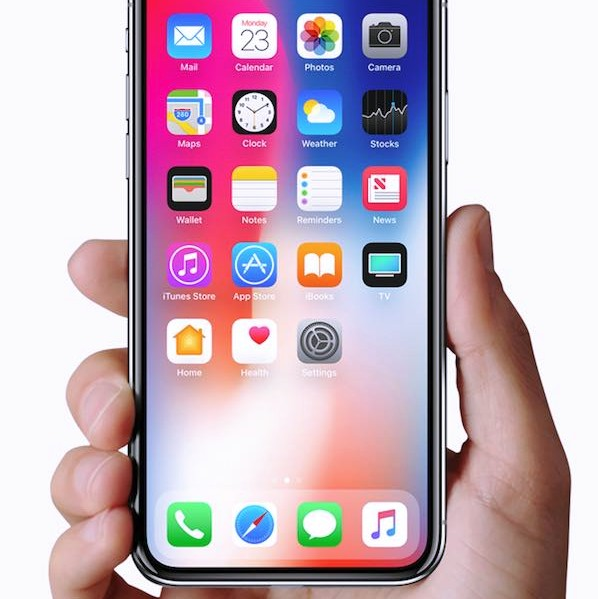 Monday
23
Mail Calendar Photos Camera
280
Maps Clock Weather Stocks
Wallet Notes Reminders News
iTunes Store App Store iBooks TV
Home Health Settings